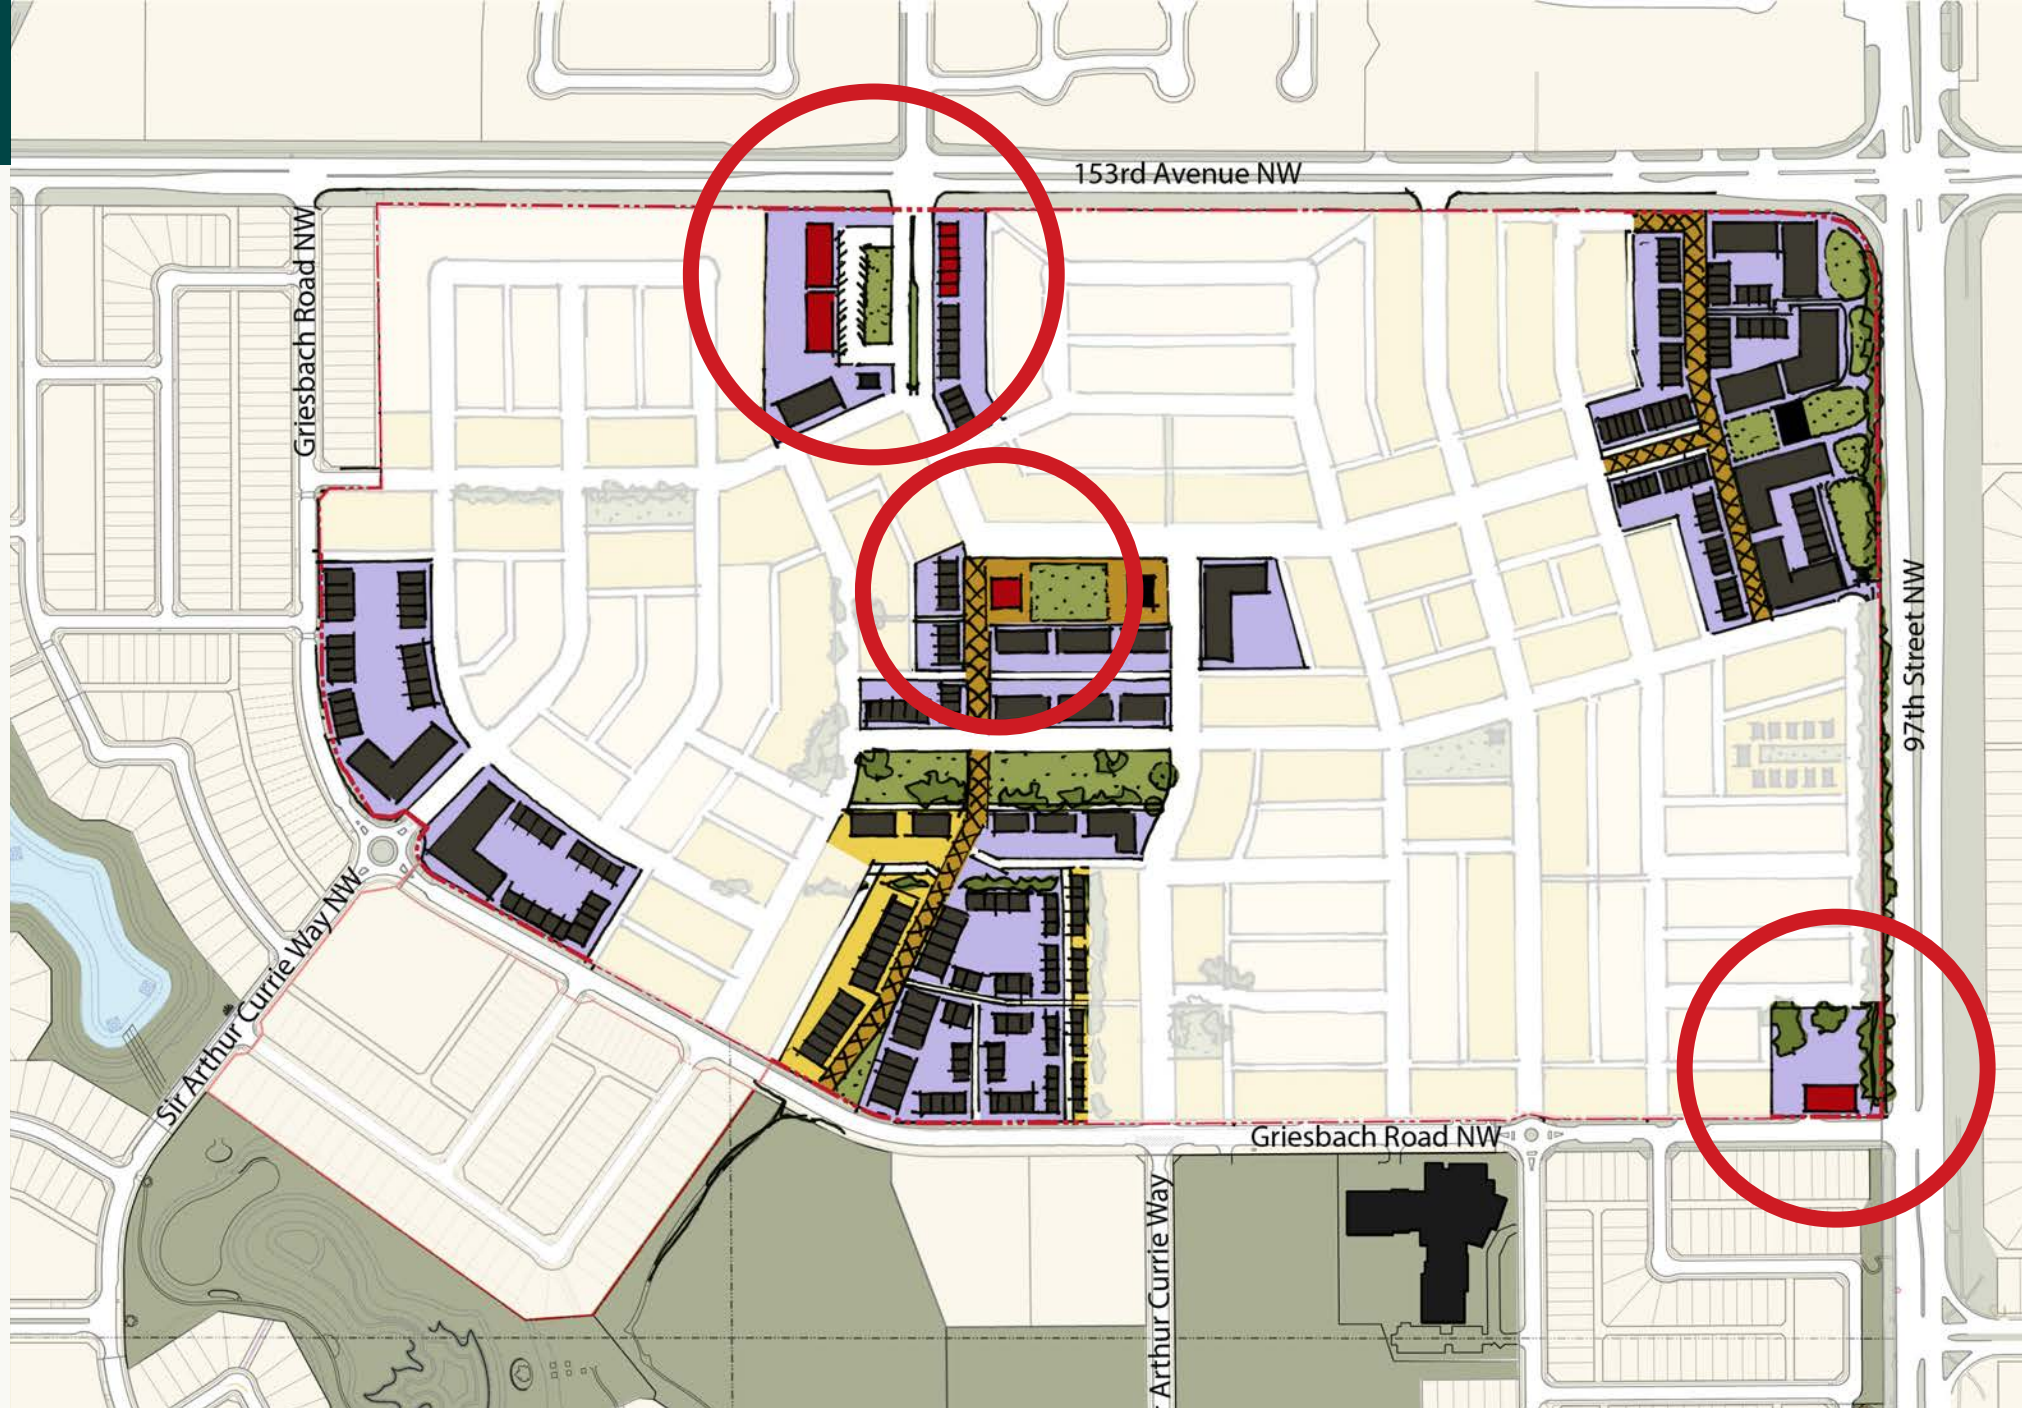 153rd Avenue NW
Griesbach Road NW
97th Street NW
Sir Arthur Currie Way NW
Griesbach Road NW
Arthur Currie Way